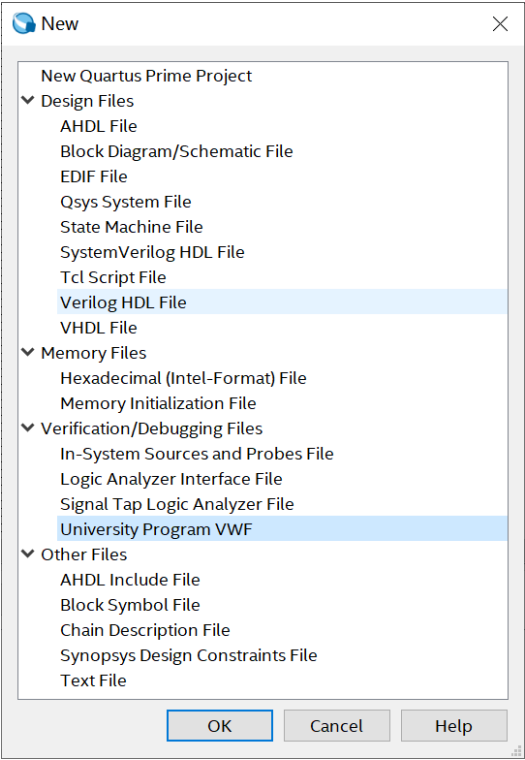 New
New Quartus Prime Project
Design Files
AHDL File
Block Diagram/Schematic File
EDIF File
Qsys System File
State Machine File
SystemVerilog HDL File
Tcl Script File
Verilog HDL File
VHDL File
Memory Files
Hexadecimal (Intel-Format) File
Memory Initialization File
Verification/Debugging Files
In-System Sources and Probes File
Logic Analyzer Interface File
Signal Tap Logic Analyzer File
University Program VWF
Other Files
AHDL Include File
Block Symbol File
Chain Description File
Synopsys Design Constraints File
Text File
OK Cancel Help